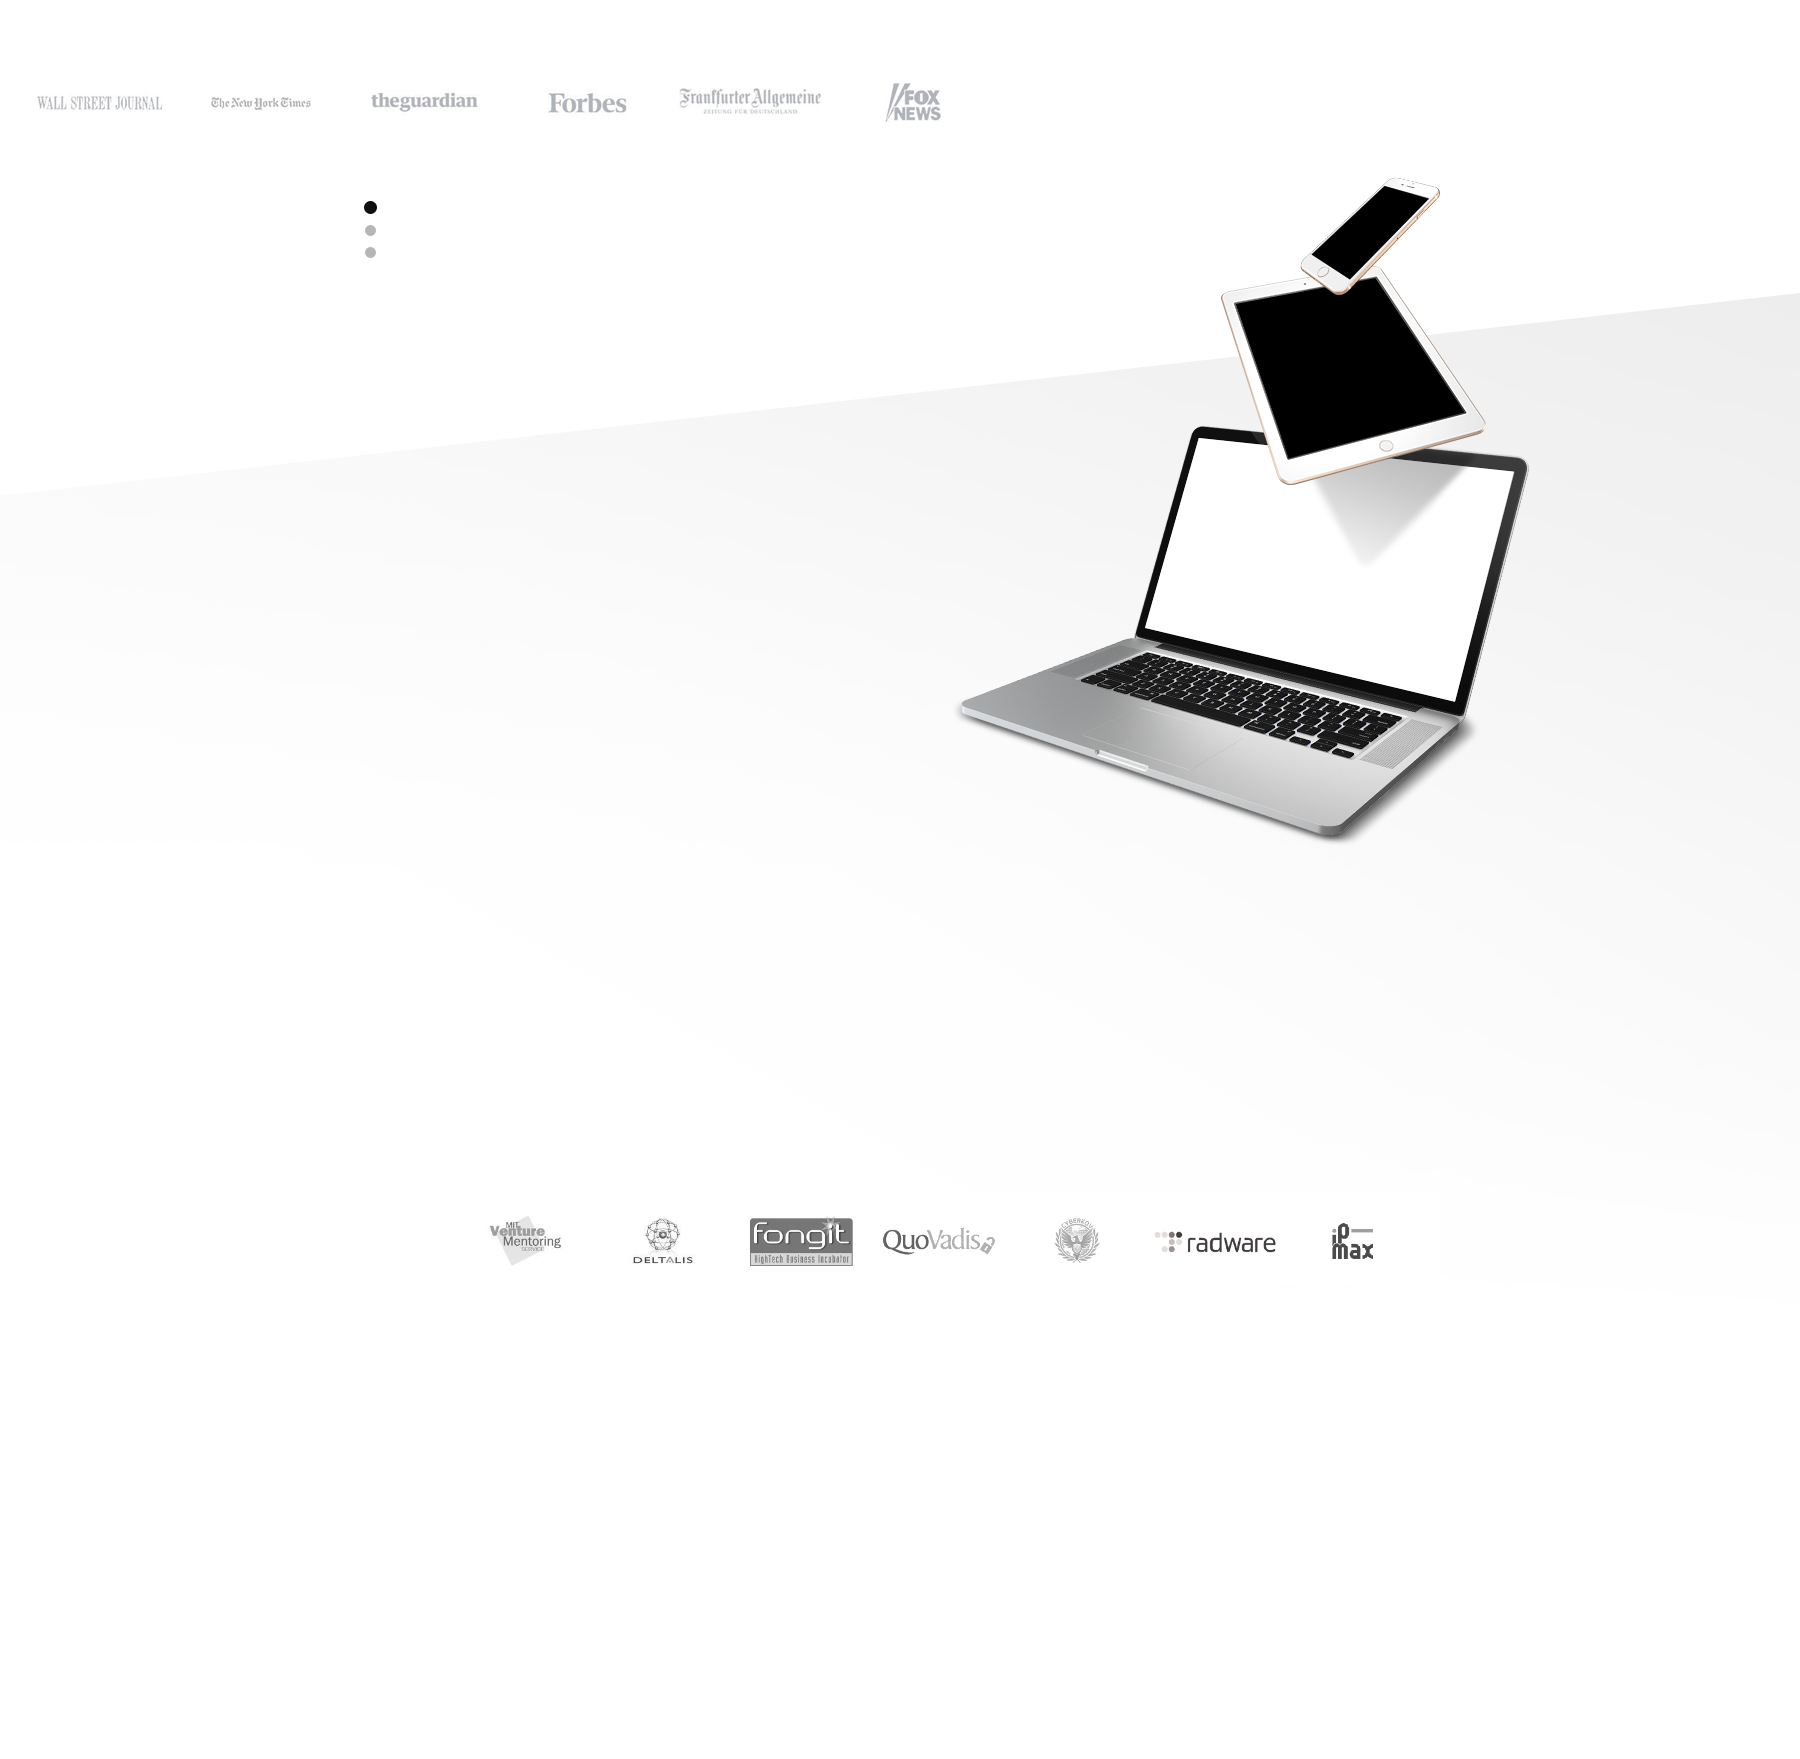 WALL STREET JOURNAL
The New York Times
theguardian
Forbes
Frankfurter Allgemeine
ZEITUNG FÜR DEUTSCHLAND
FOX
NEWS
MIT
Venture
Mentoring
SERVICE
DELTALIS
fongit
HighTech Business Incubator
QuoVadis
radware
ip
max